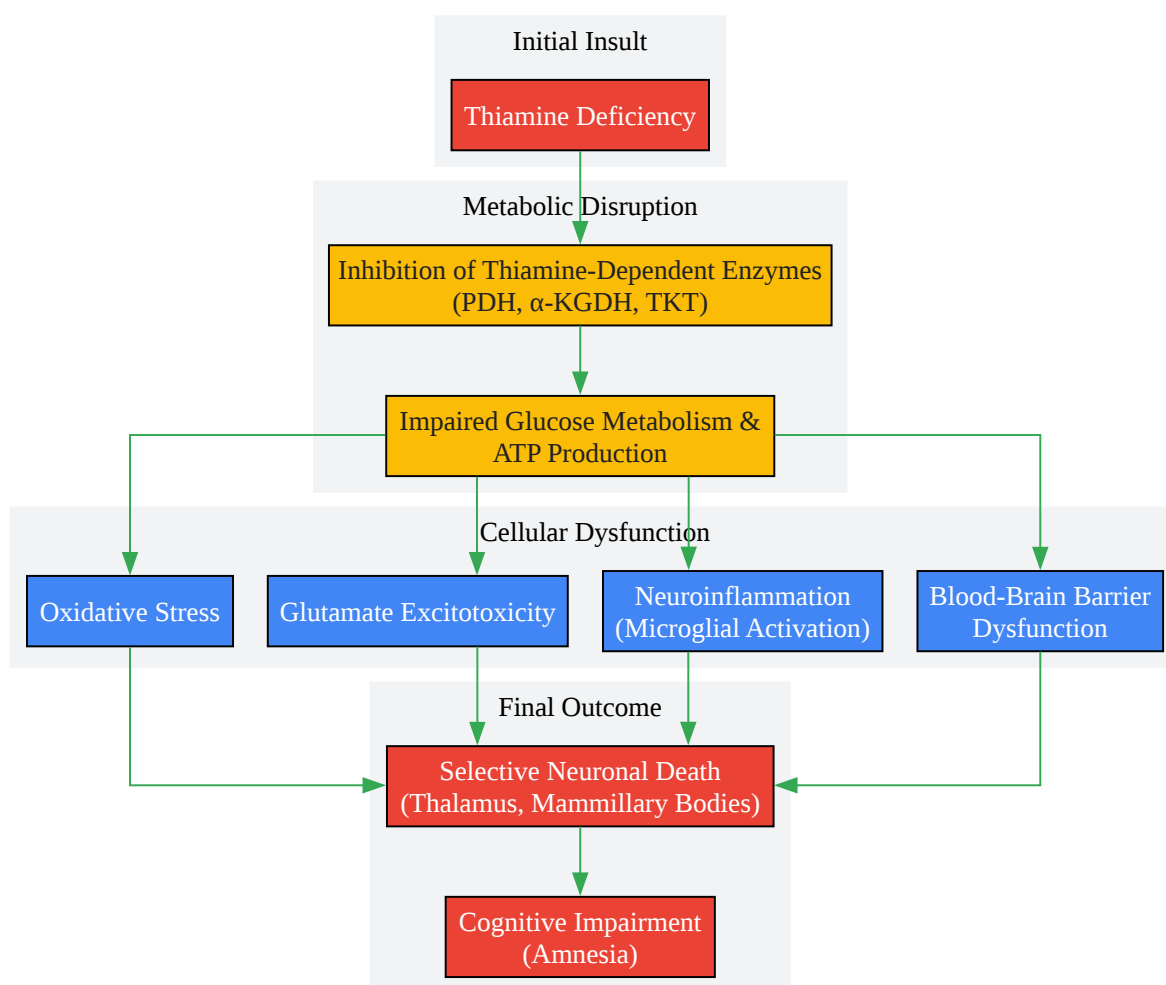 Initial Insult
Thiamine Deficiency
Metabolic Disruption
Inhibition of Thiamine-Dependent Enzymes
(PDH, α-KGDH, TKT)
Impaired Glucose Metabolism &
ATP Production
Cellular Dysfunction
Oxidative Stress
Glutamate Excitotoxicity
Neuroinflammation
(Microglial Activation)
Blood-Brain Barrier
Dysfunction
Final Outcome
Selective Neuronal Death
(Thalamus, Mammillary Bodies)
Cognitive Impairment
(Amnesia)